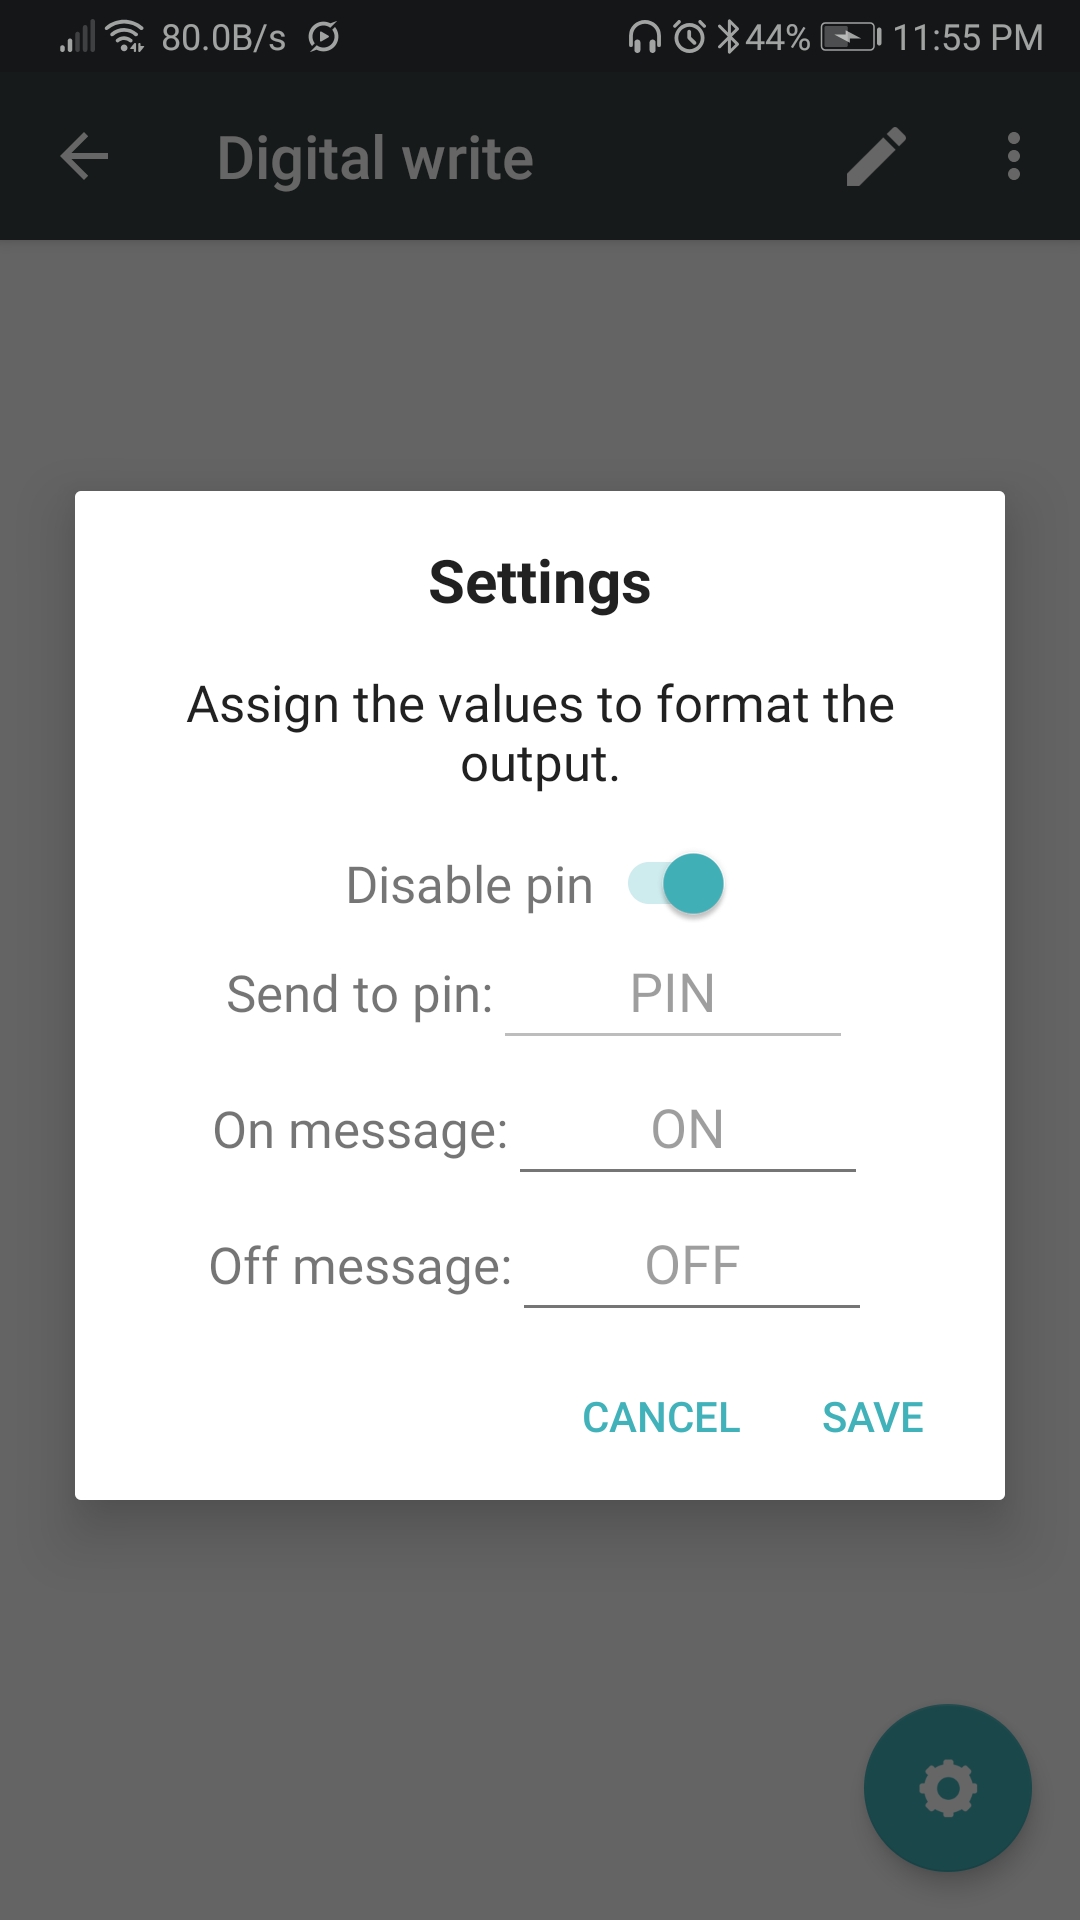 80.0B/s 44% 11:55 PM
Digital write
Settings
Assign the values to format the
output.
Disable pin
Send to pin: PIN
On message: ON
Off message: OFF
CANCEL SAVE